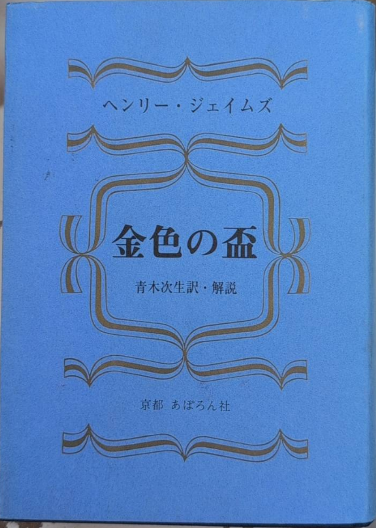 ヘンリー・ジェイムズ
金色の盃
青木次生訳・解説
京都 あぽろん社